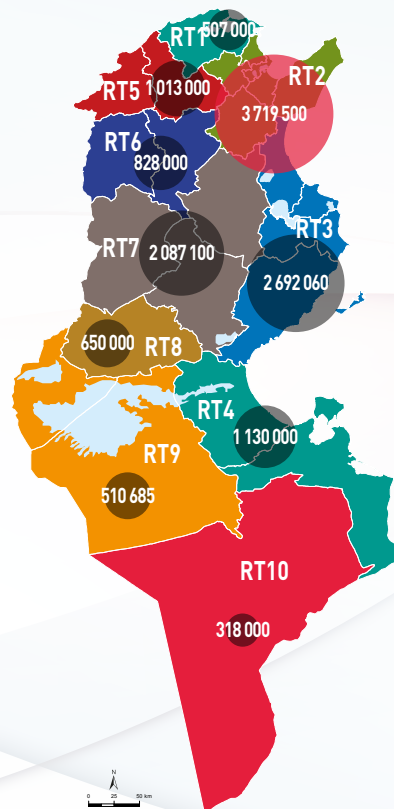 RT1
507 000
RT2
RT5
1 013 000
3 719 500
RT6
828 000
RT3
RT7
2 087 100
2 692 060
650 000
RT8
RT4
1 130 000
RT9
510 685
RT10
318 000
N
0 25 50 km